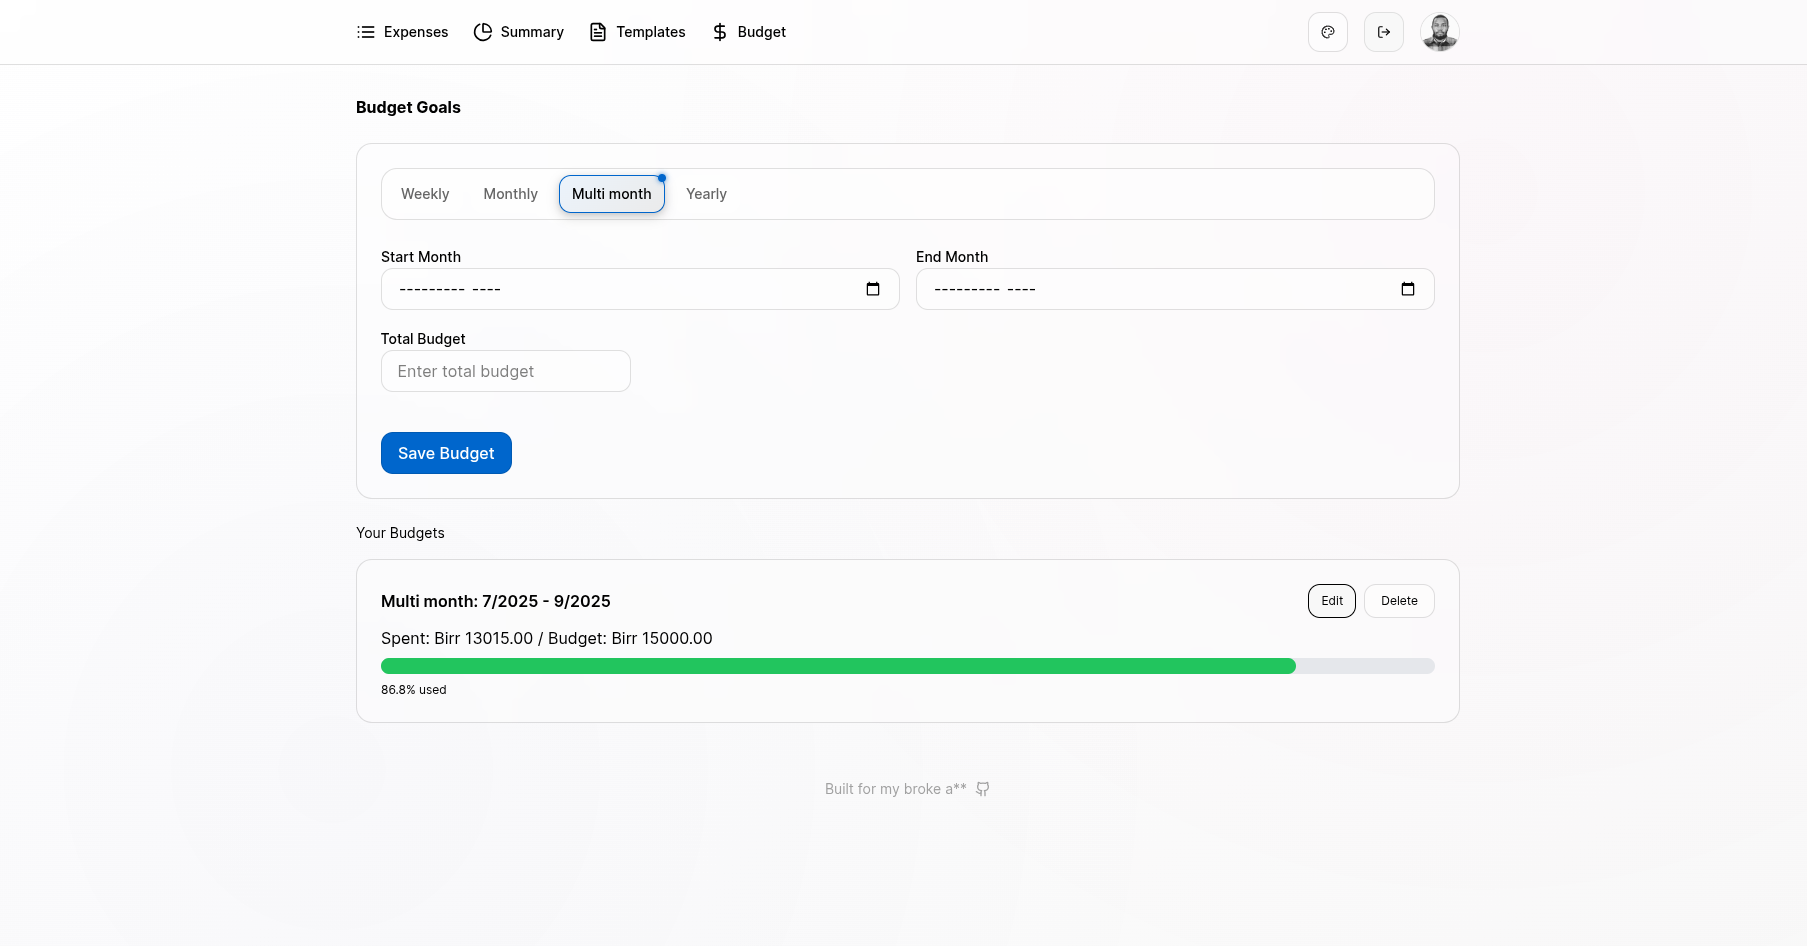 Expenses Summary Templates Budget
Budget Goals
Weekly Monthly Multi month Yearly
Start Month End Month
--------- ---- --------- ----
Total Budget
Enter total budget
Save Budget
Your Budgets
Multi month: 7/2025 - 9/2025 Edit Delete
Spent: Birr 13015.00 / Budget: Birr 15000.00
86.8% used
Built for my broke a**